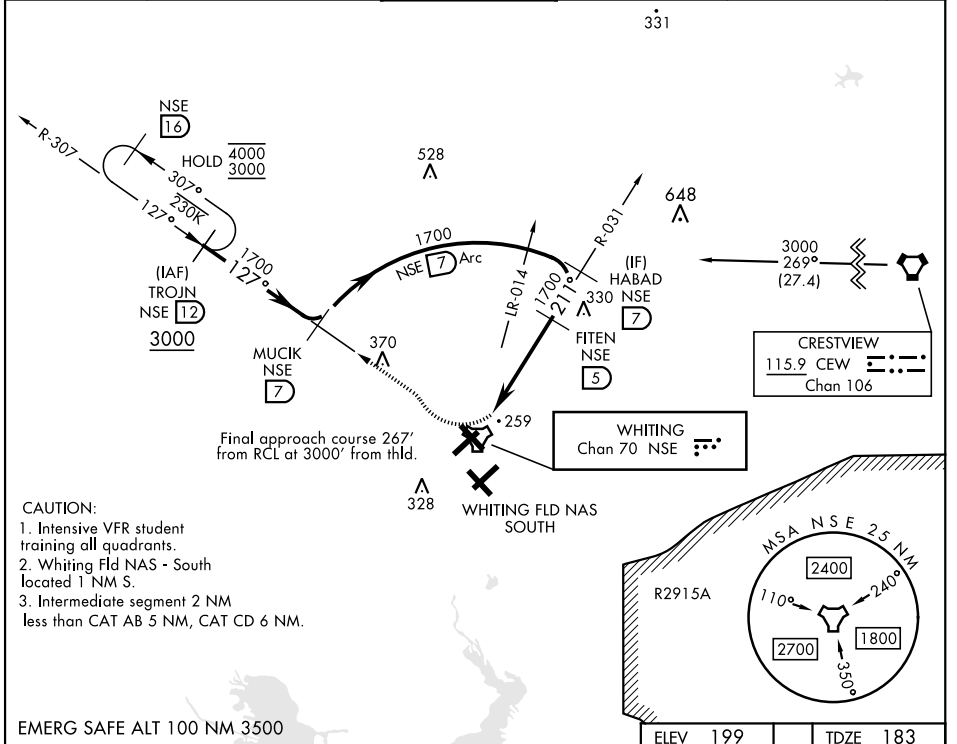 331
NSE
16
R-307
HOLD 4000
3000
307°
230K
127°
528
648
1700
127°
(IAF)
TROJN
NSE 12
3000
1700
NSE 7 Arc
LR-014
R-031
1700
211°
(IF)
HABAD
NSE
7
330
FITEN
NSE
5
3000
269°
(27.4)
CRESTVIEW
115.9 CEW
Chan 106
MUCIK
NSE
7
370
259
Final approach course 267'
from RCL at 3000' from thld.
WHITING
Chan 70 NSE
328
WHITING FLD NAS
SOUTH
CAUTION:
1. Intensive VFR student
training all quadrants.
2. Whiting Fld NAS - South
located 1 NM S.
3. Intermediate segment 2 NM
less than CAT AB 5 NM, CAT CD 6 NM.
R2915A
MSA NSE 25 NM
2400
110°
240°
2700
1800
350°
EMERG SAFE ALT 100 NM 3500
ELEV 199
TDZE 183